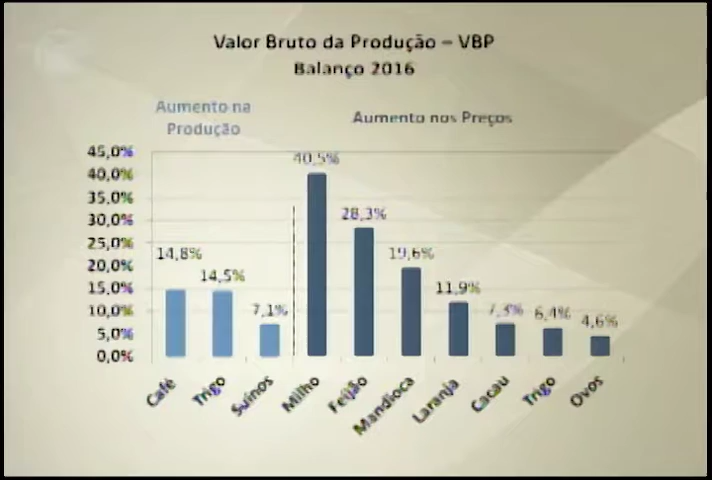 Valor Bruto da Produção – VBP
Balanço 2016
Aumento na
Produção
Aumento nos Preços
45,0%
40,0%
35,0%
30,0%
25,0%
20,0%
15,0%
10,0%
5,0%
0,0%
14,8%
14,5%
7,1%
40,5%
28,3%
19,6%
11,9%
7,3%
6,4%
4,6%
Café
Trigo
Suínos
Milho
Feijão
Mandioca
Laranja
Cacau
Trigo
Ovos